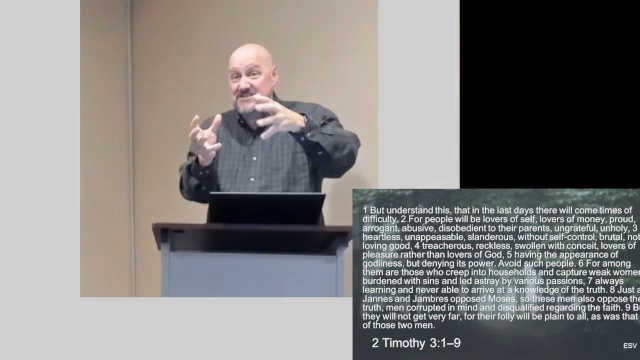 1 But understand this, that in the last days there will come times of
difficulty. 2 For people will be lovers of self, lovers of money, proud,
arrogant, abusive, disobedient to their parents, ungrateful, unholy, 3
heartless, unappeasable, slanderous, without self-control, brutal, not
loving good, 4 treacherous, reckless, swollen with conceit, lovers of
pleasure rather than lovers of God, 5 having the appearance of
godliness, but denying its power. Avoid such people. 6 For among
them are those who creep into households and capture weak women,
burdened with sins and led astray by various passions, 7 always
learning and never able to arrive at a knowledge of the truth. 8 Just
Jannes and Jambres opposed Moses, so these men also oppose the
truth, men corrupted in mind and disqualified regarding the faith. 9
they will not get very far, for their folly will be plain to all, as was that
of those two men.
2 Timothy 3:1–9
ESV